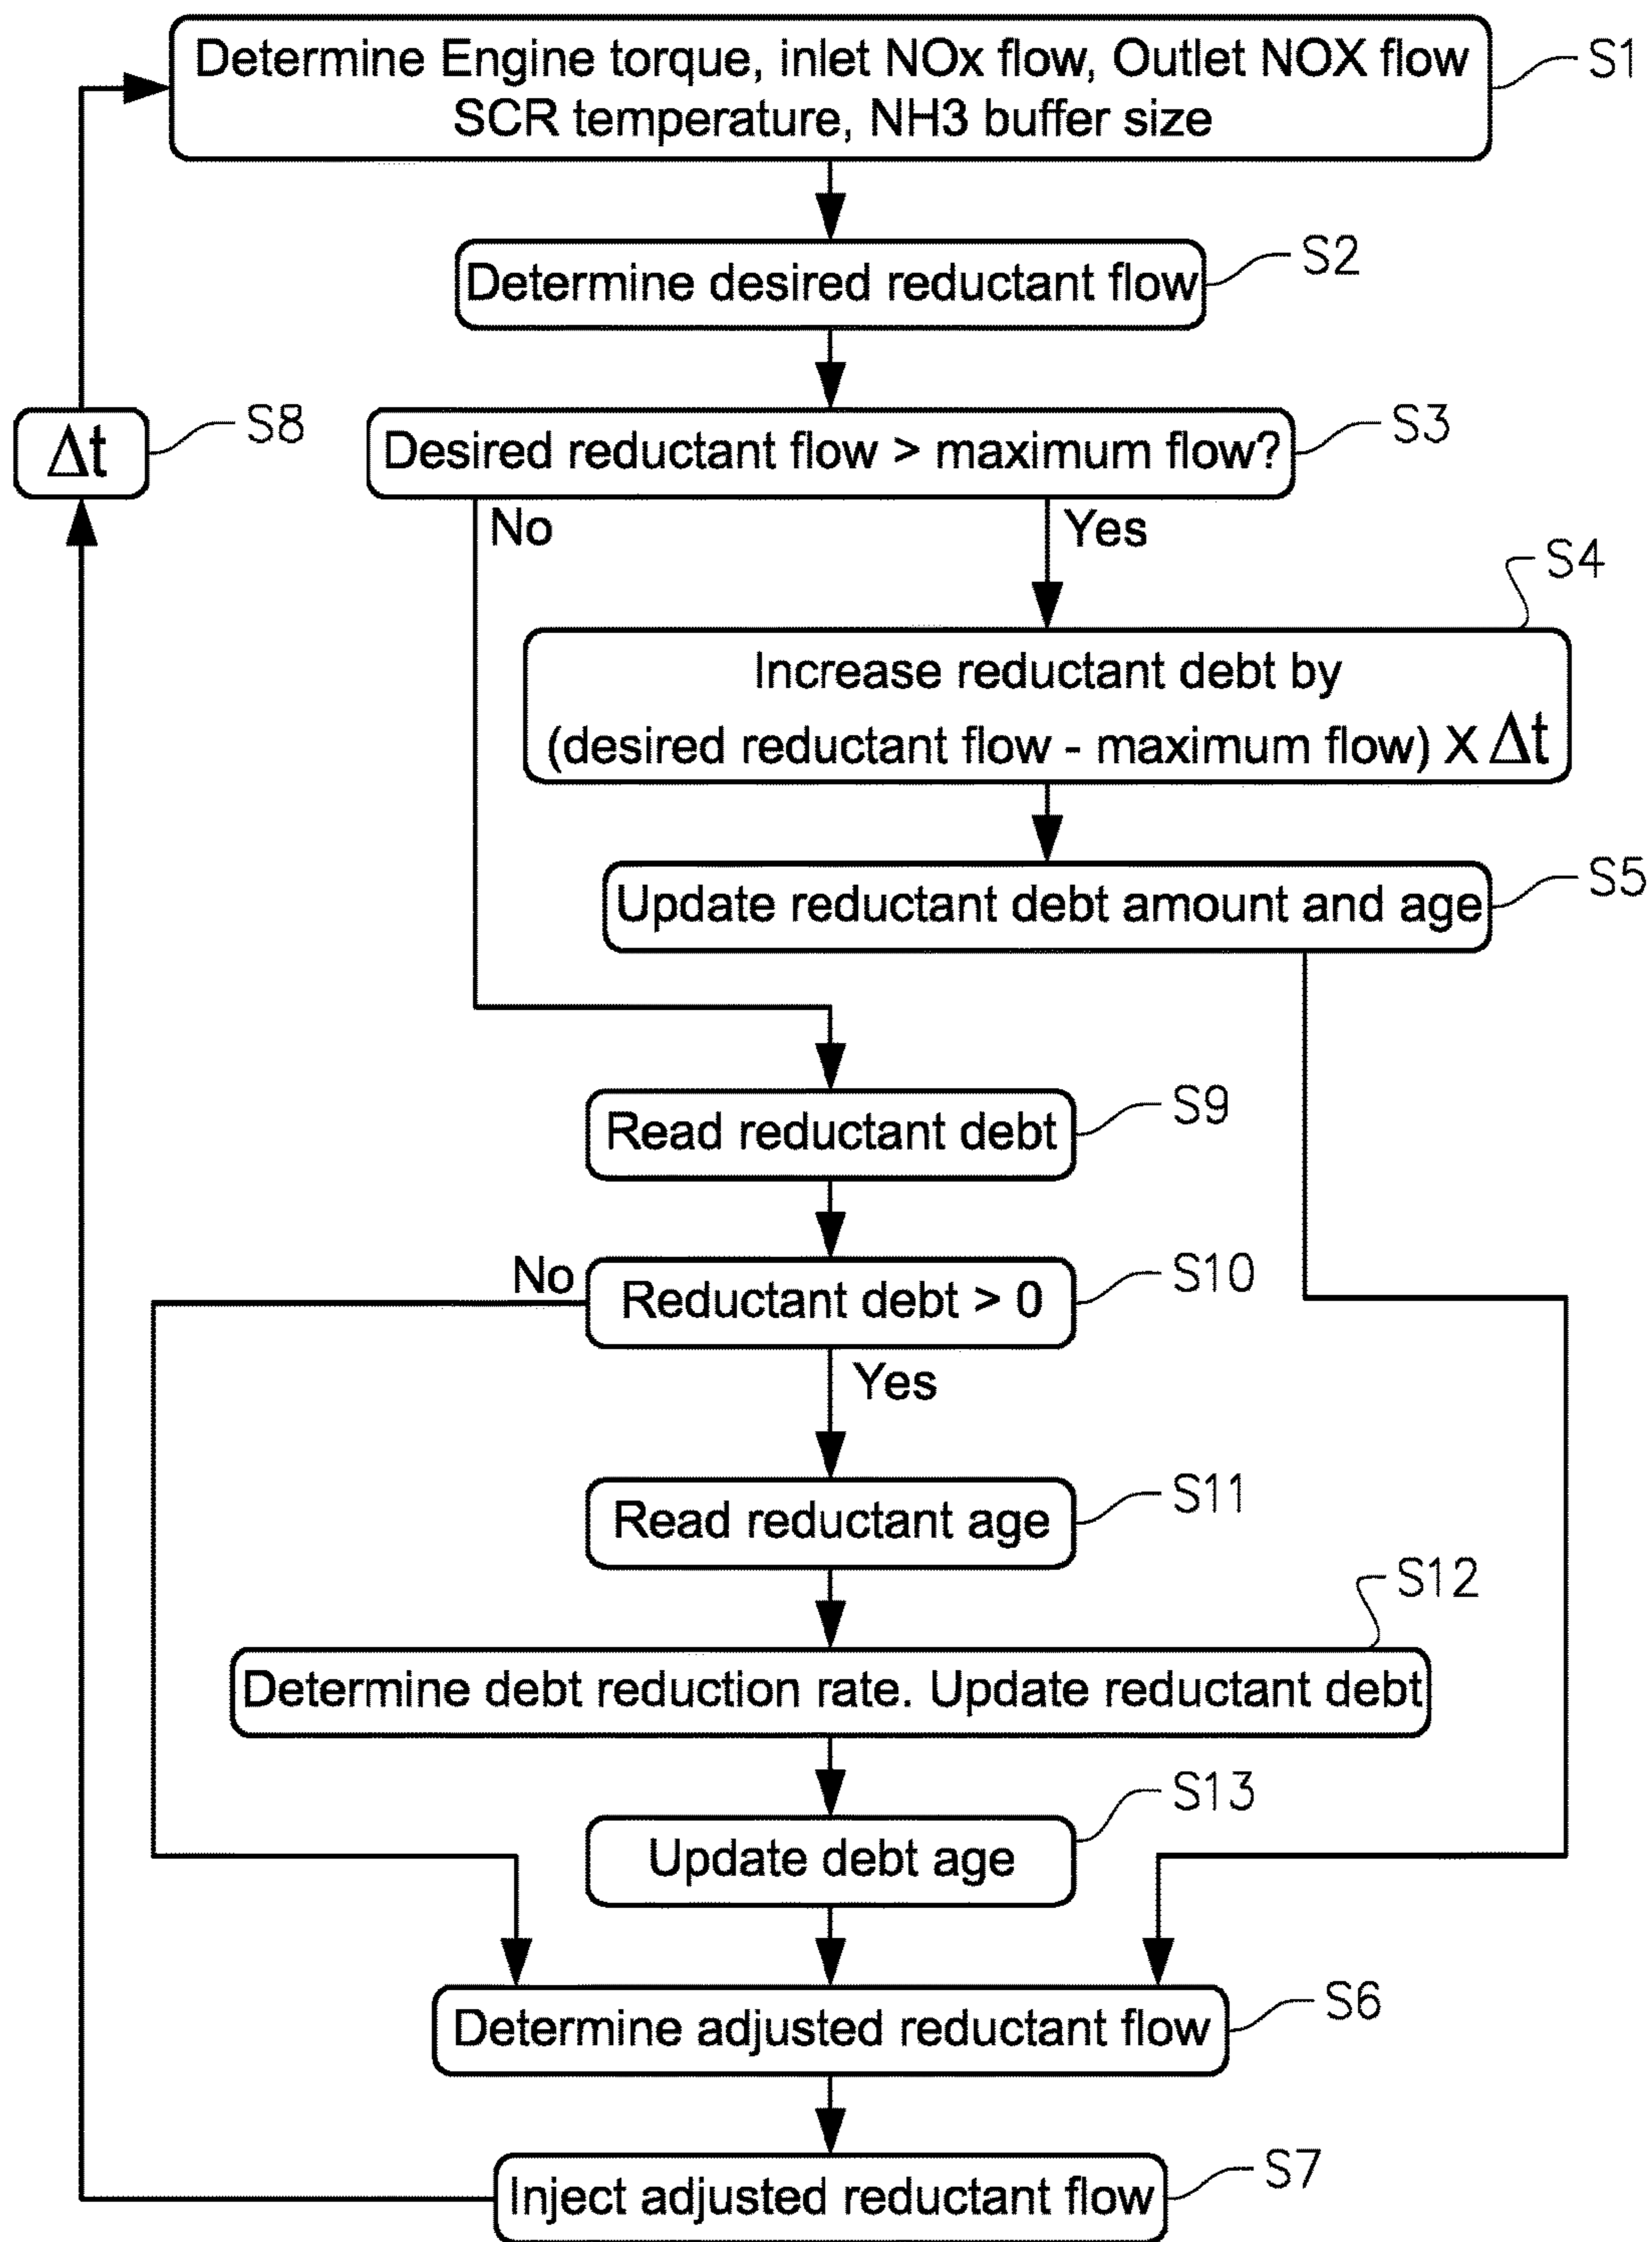 Determine Engine torque, inlet NOx flow, Outlet NOX flow
SCR temperature, NH3 buffer size
S1
Determine desired reductant flow
S2
Δt
S8
Desired reductant flow > maximum flow?
S3
No
Yes
S4
Increase reductant debt by
(desired reductant flow - maximum flow) X Δt
Update reductant debt amount and age
S5
Read reductant debt
S9
No
Reductant debt > 0
S10
Yes
Read reductant age
S11
S12
Determine debt reduction rate. Update reductant debt
S13
Update debt age
Determine adjusted reductant flow
S6
Inject adjusted reductant flow
S7